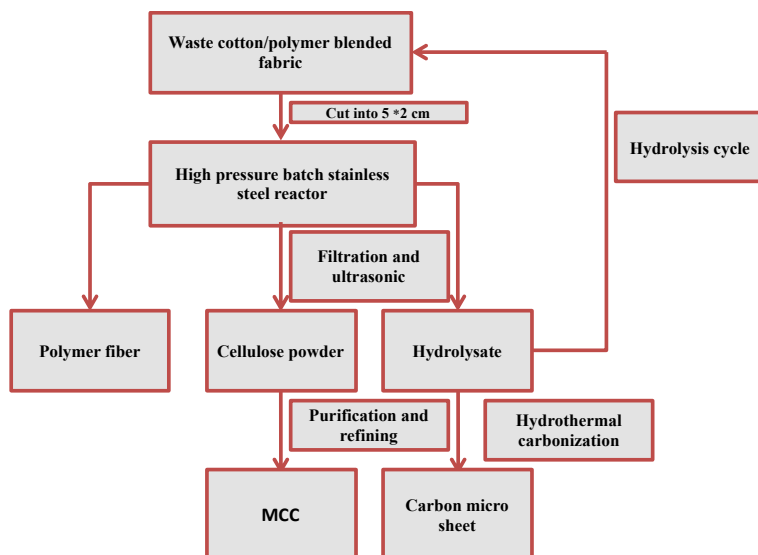 Waste cotton/polymer blended
fabric
Cut into 5 *2 cm
Hydrolysis cycle
High pressure batch stainless
steel reactor
Filtration and
ultrasonic
Polymer fiber
Cellulose powder
Hydrolysate
Purification and
refining
Hydrothermal
carbonization
MCC
Carbon micro
sheet